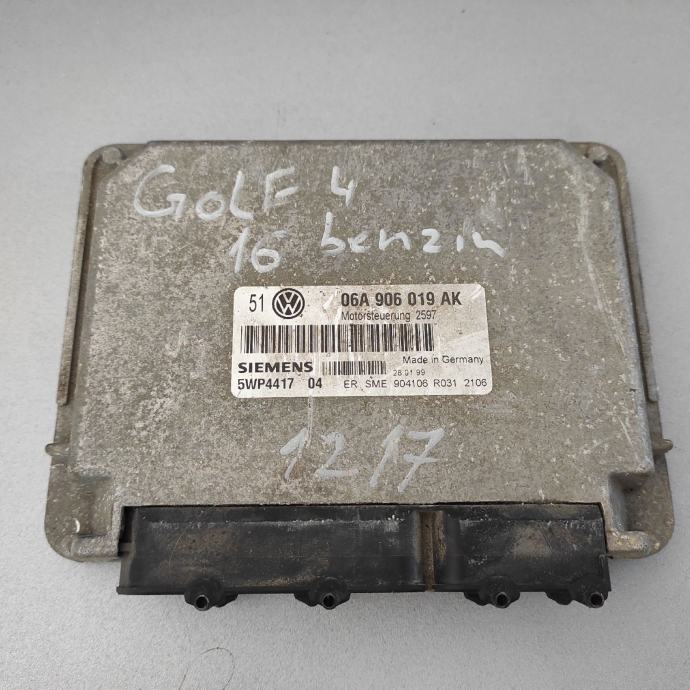 GOLF 4
16 benzin
51 06A 906 019 AK
Motorsteuerung 2597
Made in Germany
SIEMENS 28.01.99
5WP4417 04 ER SME 904106 R031 2106
1217